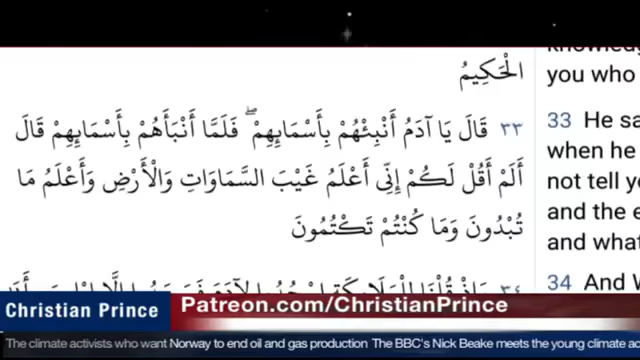 الْحَكِيمُ
٣٣ قَالَ يَا آدَمُ أَنْبِئْهُمْ بِأَسْمَائِهِمْ ۖ فَلَمَّا أَنْبَأَهُمْ بِأَسْمَائِهِمْ قَالَ
أَلَمْ أَقُلْ لَكُمْ إِنِّي أَعْلَمُ غَيْبَ السَّمَاوَاتِ وَالْأَرْضِ وَأَعْلَمُ مَا
تُبْدُونَ وَمَا كُنْتُمْ تَكْتُمُونَ
you who
33 He sa
when he
not tell yo
and the e
and what
34 And W
٣٤
Christian Prince
Patreon.com/ChristianPrince
The climate activists who want Norway to end oil and gas production The BBC's Nick Beake meets the young climate ac